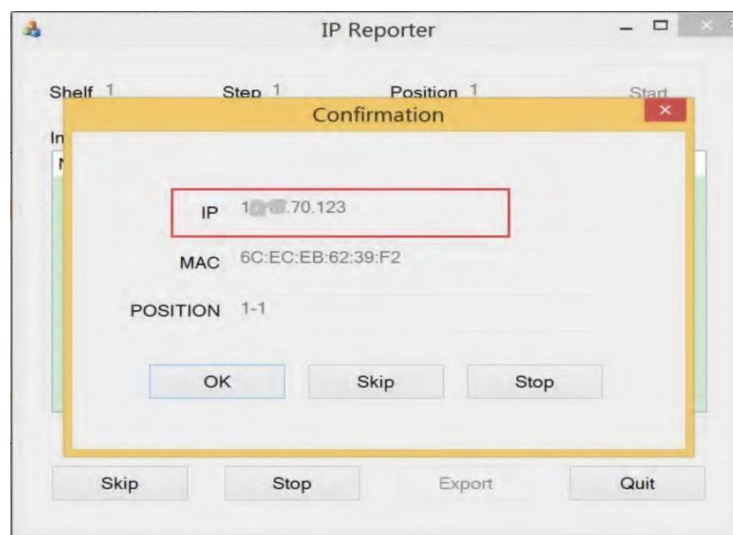 IP Reporter
Shelf 1 Step 1 Position 1 Start
Confirmation
In
IP .70.123
MAC 6C:EC:EB:62:39:F2
POSITION 1-1
OK Skip Stop
Skip Stop Export Quit